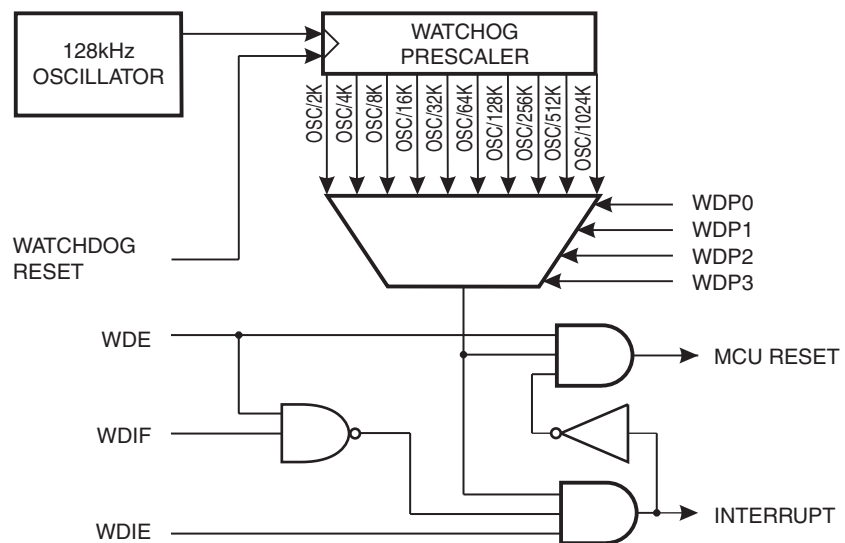 128kHz
OSCILLATOR
WATCHOG
PRESCALER
OSC/2K
OSC/4K
OSC/8K
OSC/16K
OSC/32K
OSC/64K
OSC/128K
OSC/256K
OSC/512K
OSC/1024K
WDP0
WDP1
WDP2
WDP3
WATCHDOG
RESET
WDE
MCU RESET
WDIF
INTERRUPT
WDIE